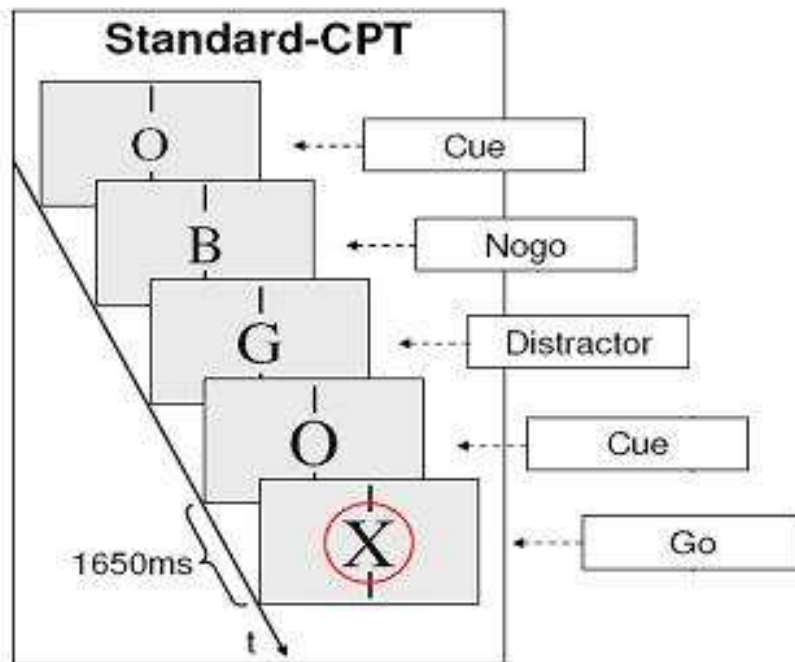 Standard-CPT
O
Cue
B
Nogo
G
Distractor
O
Cue
X
Go
1650ms
t